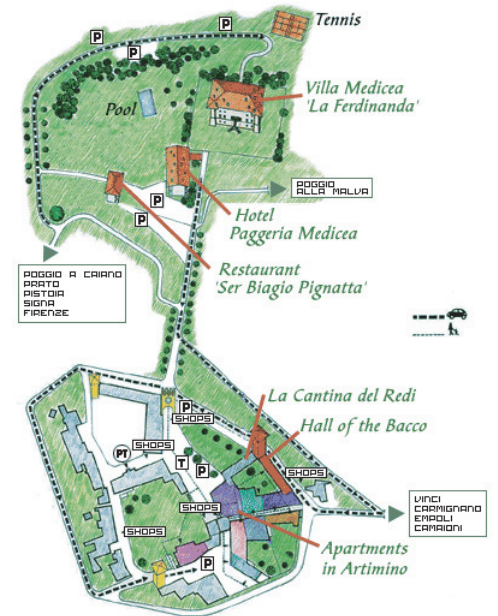 Tennis
P
P
P
Villa Medicea
'La Ferdinanda'
Pool
POGGIO
ALLA MALVA
P
P
Hotel
Paggeria Medicea
Restaurant
'Ser Biagio Pignatta'
POGGIO A CAIANO
PRATO
PISTOIA
SIGNA
FIRENZE
La Cantina del Redi
P
SHOPS
Hall of the Bacco
SHOPS
PT
T
P
SHOPS
VINCI
CARMIGNANO
EMPOLI
CAMAIONI
SHOPS
SHOPS
Apartments
in Artimino
P